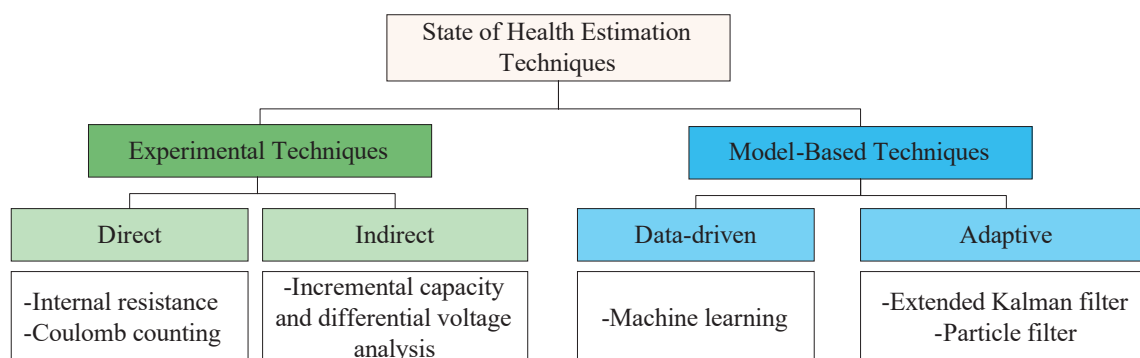 State of Health Estimation
Techniques
Experimental Techniques
Model-Based Techniques
Direct
Indirect
Data-driven
Adaptive
-Internal resistance
-Coulomb counting
-Incremental capacity
and differential voltage
analysis
-Machine learning
-Extended Kalman filter
-Particle filter